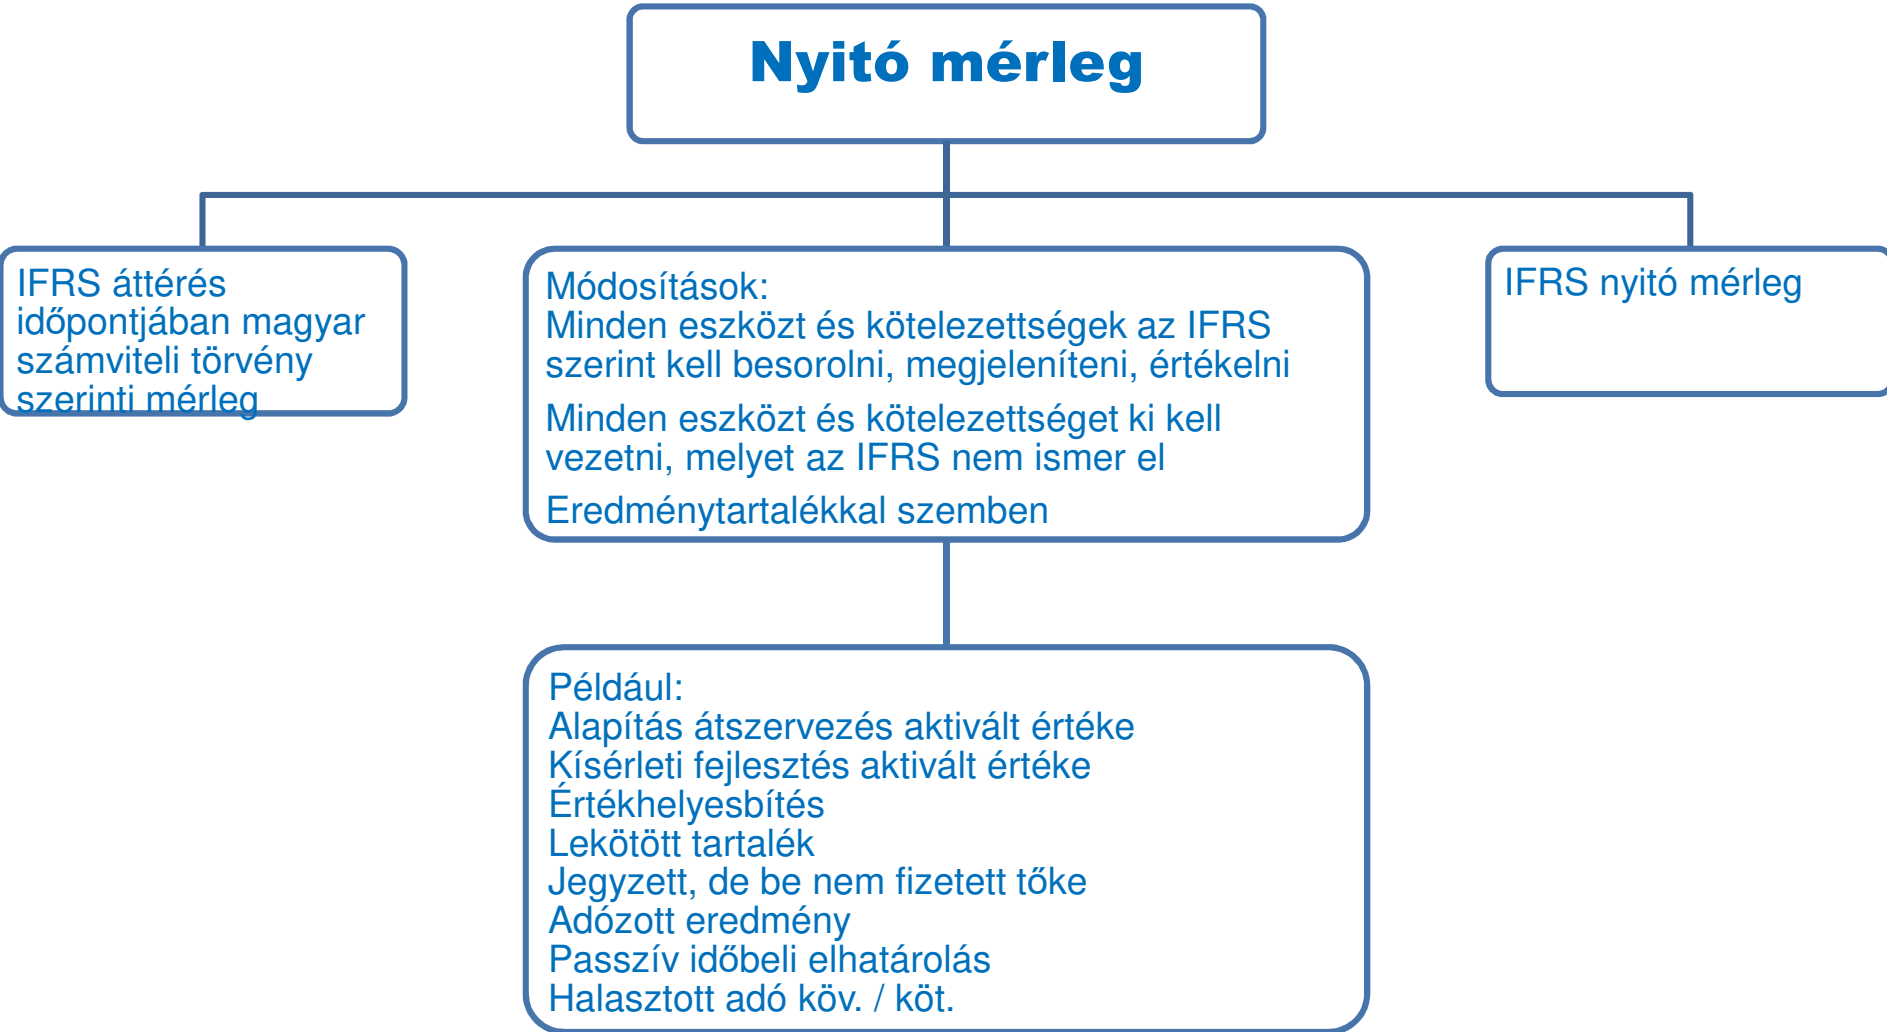 Nyitó mérleg
IFRS áttérés
időpontjában magyar
számviteli törvény
szerinti mérleg
Módosítások:
Minden eszközt és kötelezettségek az IFRS
szerint kell besorolni, megjeleníteni, értékelni
Minden eszközt és kötelezettséget ki kell
vezetni, melyet az IFRS nem ismer el
Eredménytartalékkal szemben
IFRS nyitó mérleg
Például:
Alapítás átszervezés aktivált értéke
Kísérleti fejlesztés aktivált értéke
Értékhelyesbítés
Lekötött tartalék
Jegyzett, de be nem fizetett tőke
Adózott eredmény
Passzív időbeli elhatárolás
Halasztott adó köv. / köt.